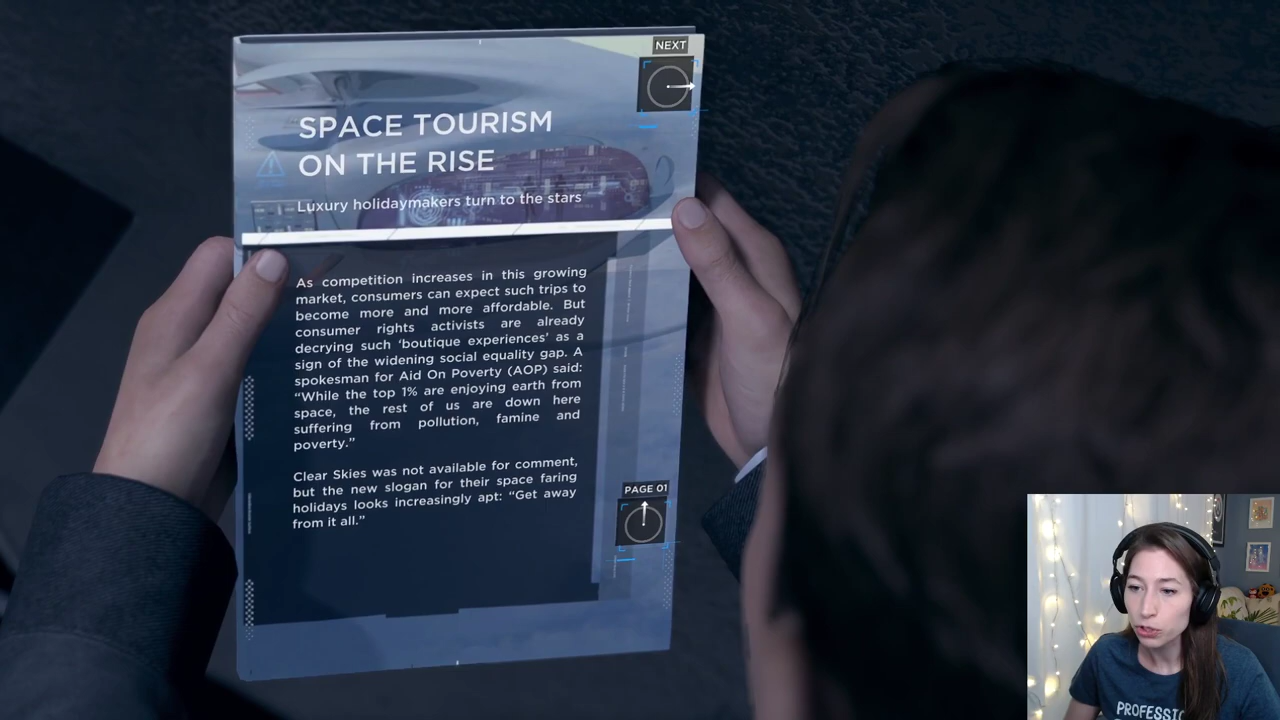 NEXT
SPACE TOURISM
ON THE RISE
Luxury holidaymakers turn to the stars
As competition increases in this growing
market, consumers can expect such trips to
become more and more affordable. But
consumer rights activists are already
decrying such ‘boutique experiences’ as a
sign of the widening social equality gap. A
spokesman for Aid On Poverty (AOP) said:
“While the top 1% are enjoying earth from
space, the rest of us are down here
suffering from pollution, famine and
poverty.”
Clear Skies was not available for comment,
but the new slogan for their space faring
holidays looks increasingly apt: “Get away
from it all.”
PAGE 01